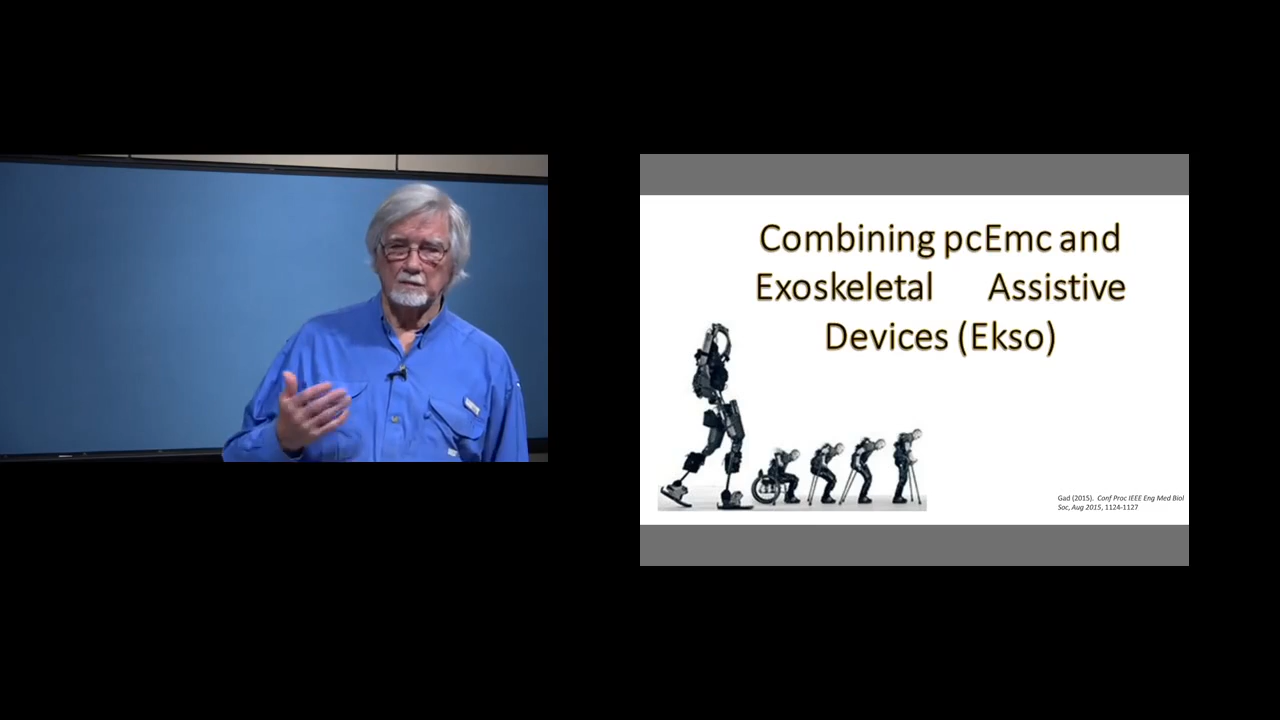 Combining pcEmc and
Exoskeletal Assistive
Devices (Ekso)
Gad (2015). Conf Proc IEEE Eng Med Biol
Soc, Aug 2015, 1124-1127